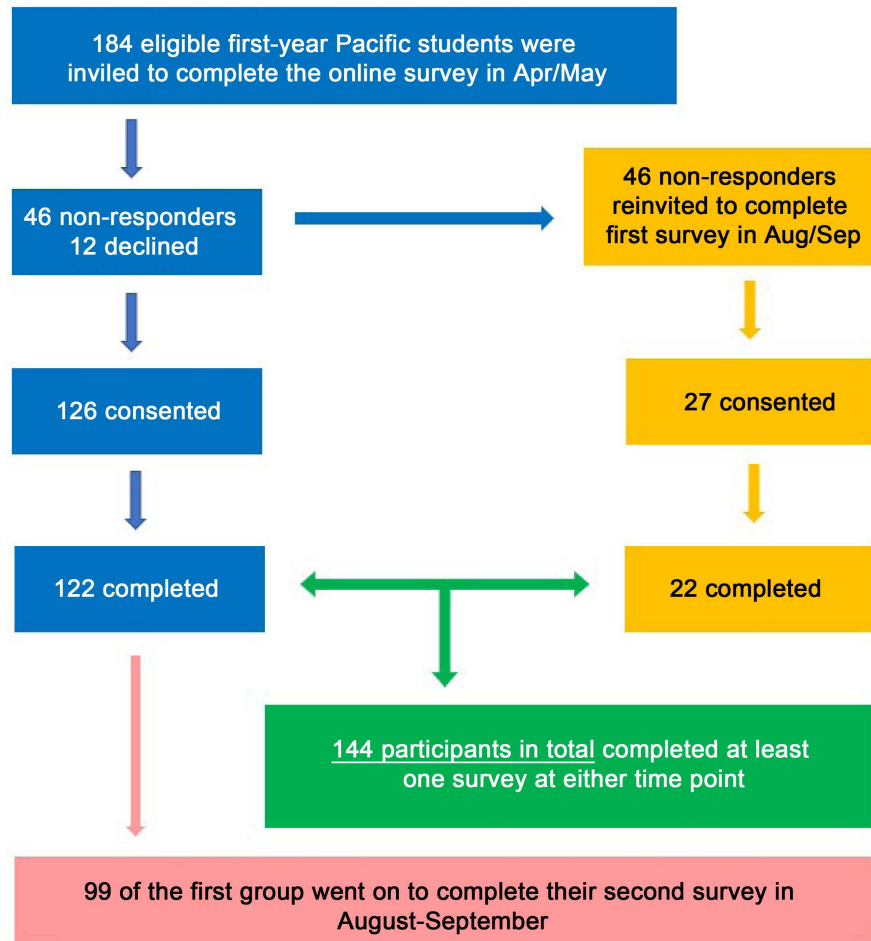 184 eligible first-year Pacific students were
inviled to complete the online survey in Apr/May
46 non-responders
12 declined
46 non-responders
reinvited to complete
first survey in Aug/Sep
126 consented
27 consented
122 completed
22 completed
144 participants in total completed at least
one survey at either time point
99 of the first group went on to complete their second survey in
August-September